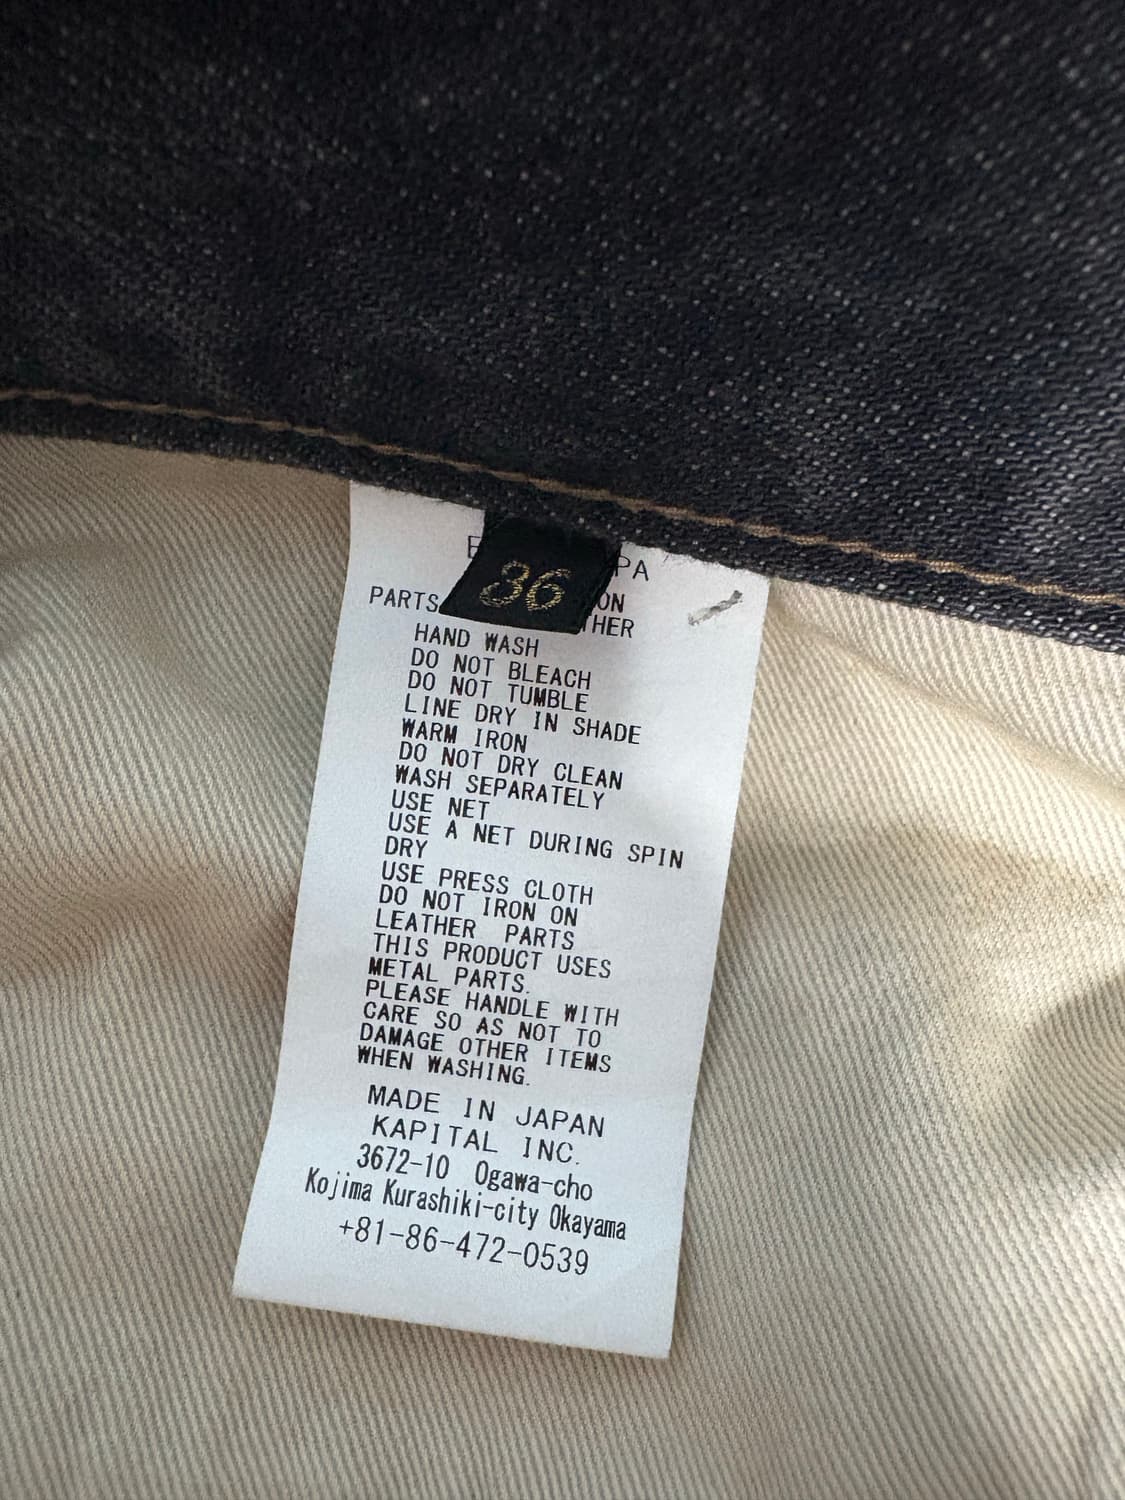 36
PARTS
HAND WASH
DO NOT BLEACH
DO NOT TUMBLE
LINE DRY IN SHADE
WARM IRON
DO NOT DRY CLEAN
WASH SEPARATELY
USE NET
USE A NET DURING SPIN
DRY
USE PRESS CLOTH
DO NOT IRON ON
LEATHER PARTS
THIS PRODUCT USES
METAL PARTS.
PLEASE HANDLE WITH
CARE SO AS NOT TO
DAMAGE OTHER ITEMS
WHEN WASHING.
MADE IN JAPAN
KAPITAL INC.
3672-10 Ogawa-cho
Kojima Kurashiki-city Okayama
+81-86-472-0539